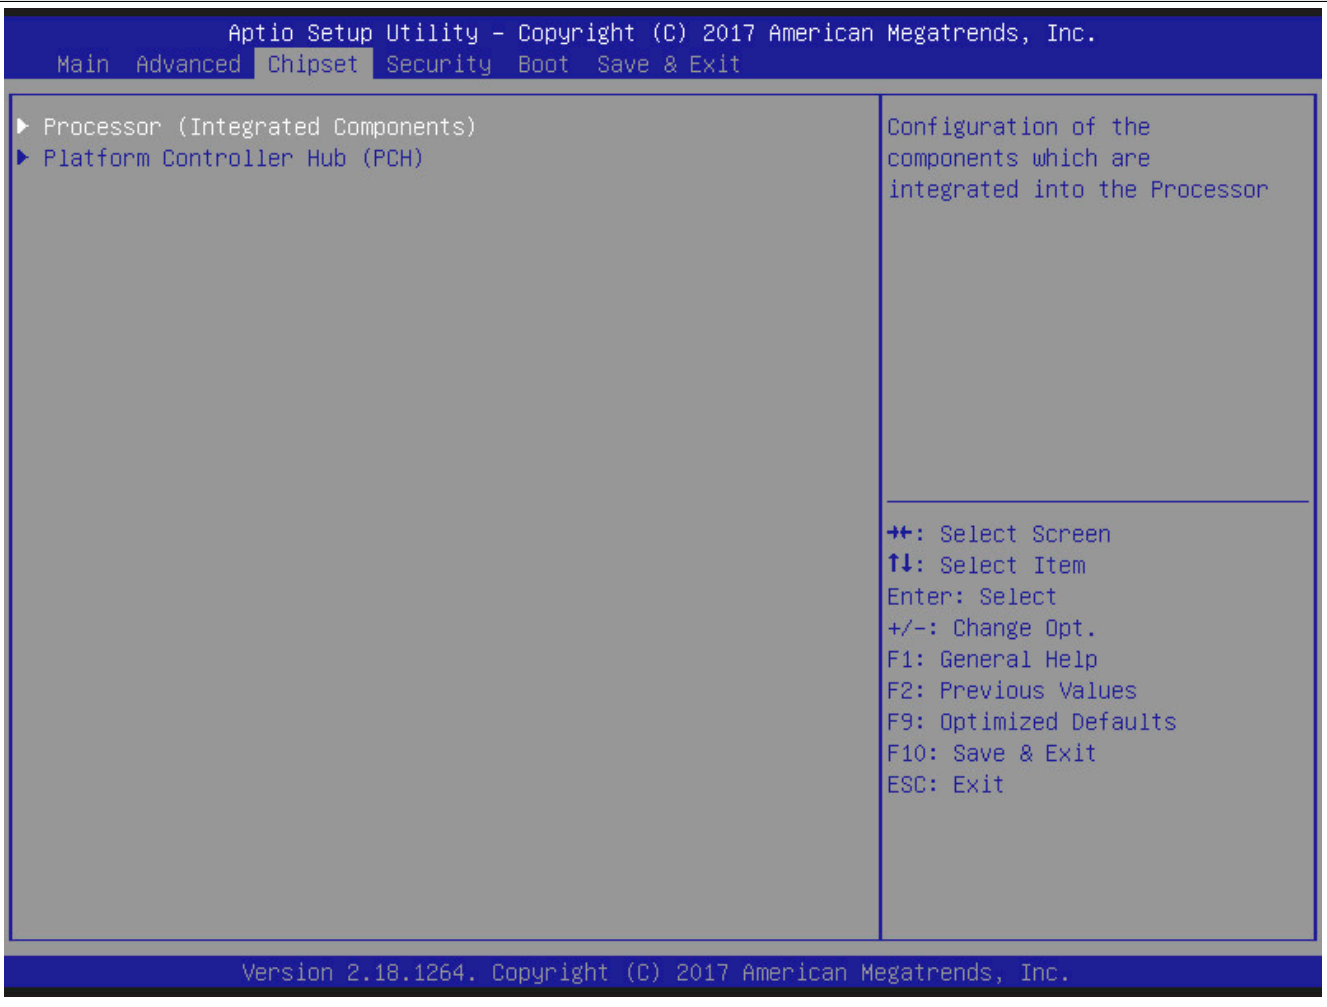 Aptio Setup Utility – Copyright (C) 2017 American Megatrends, Inc.
Main Advanced Chipset Security Boot Save & Exit
Processor (Integrated Components)
Platform Controller Hub (PCH)
Configuration of the
components which are
integrated into the Processor
→←: Select Screen
↑↓: Select Item
Enter: Select
+/-: Change Opt.
F1: General Help
F2: Previous Values
F9: Optimized Defaults
F10: Save & Exit
ESC: Exit
Version 2.18.1264. Copyright (C) 2017 American Megatrends, Inc.